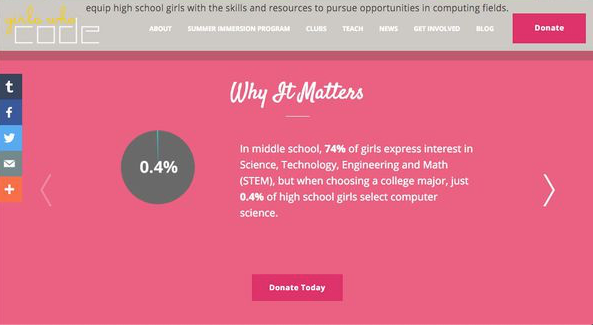 equip high school girls with the skills and resources to pursue opportunities in computing fields.
girls who
CODE
ABOUT SUMMER IMMERSION PROGRAM CLUBS TEACH NEWS GET INVOLVED BLOG Donate
Why It Matters
0.4%
In middle school, 74% of girls express interest in
Science, Technology, Engineering and Math
(STEM), but when choosing a college major, just
0.4% of high school girls select computer
science.
Donate Today